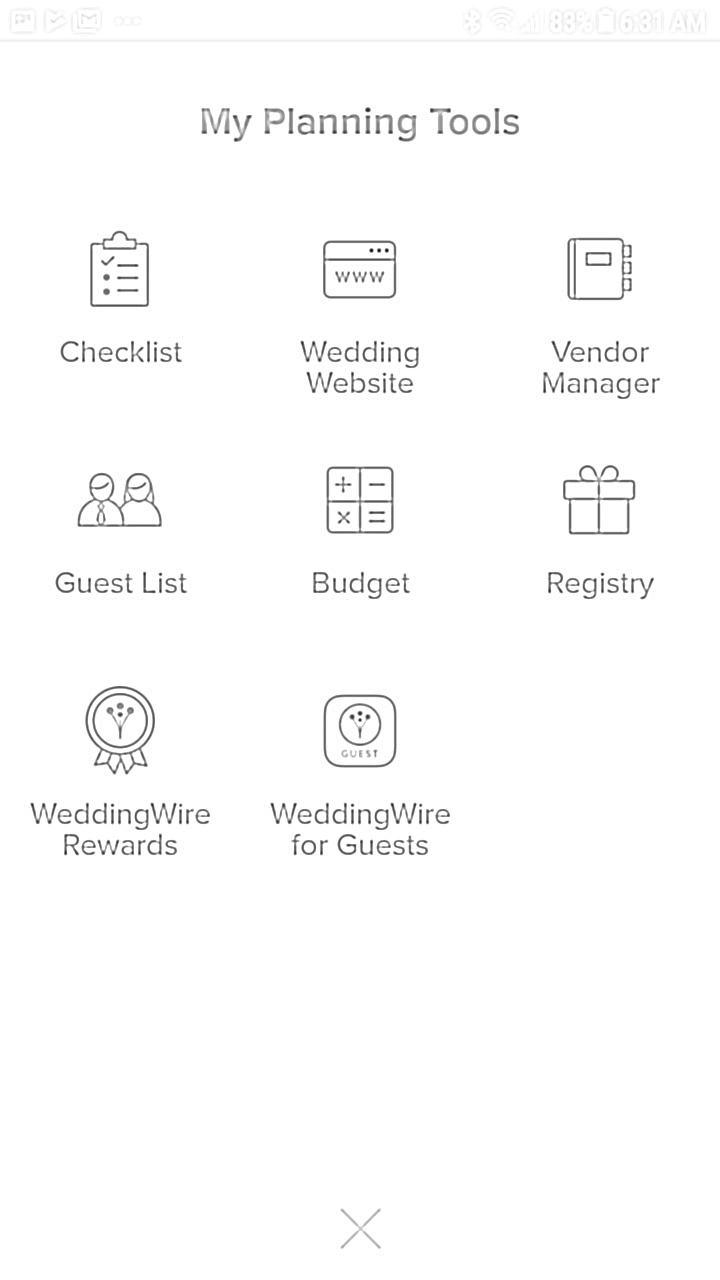 83% 6:31 AM
My Planning Tools
WWW
Checklist
Wedding
Website
Vendor
Manager
Guest List
Budget
Registry
GUEST
WeddingWire
Rewards
WeddingWire
for Guests